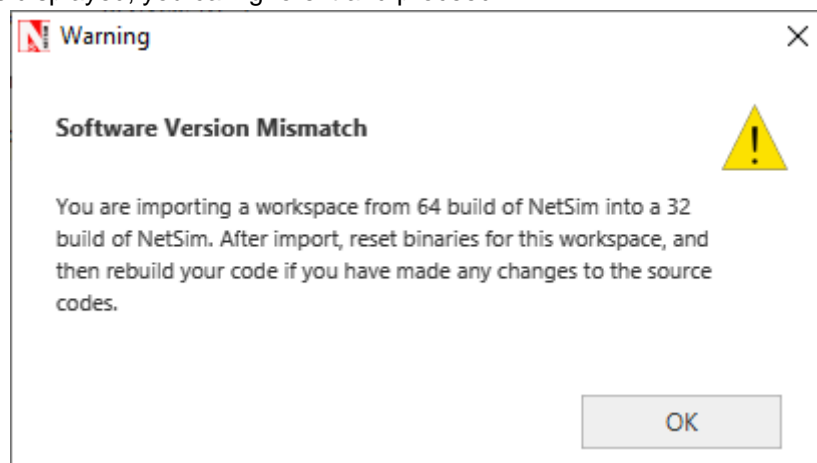 Warning
Software Version Mismatch
You are importing a workspace from 64 build of NetSim into a 32
build of NetSim. After import, reset binaries for this workspace, and
then rebuild your code if you have made any changes to the source
codes.
OK